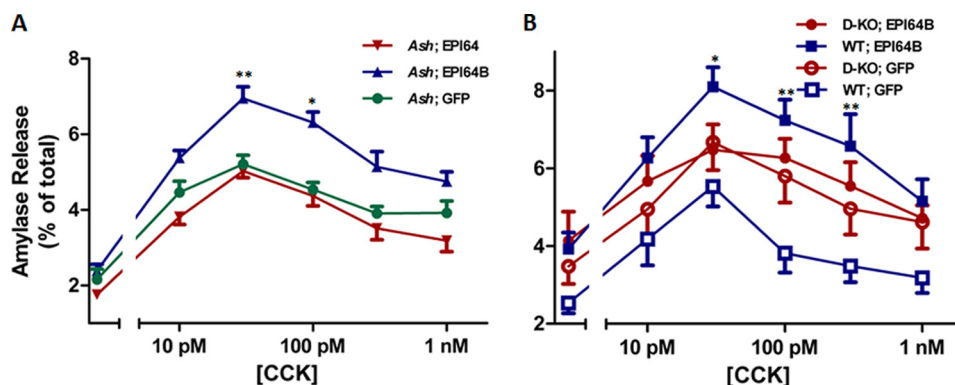 A
Ash; EPI64
Ash; EPI64B
Ash; GFP
**
*
8
6
4
2
Amylase Release
(% of total)
10 pM
100 pM
1 nM
[CCK]
B
D-KO; EPI64B
WT; EPI64B
D-KO; GFP
WT; GFP
*
**
**
8
6
4
2
10 pM
100 pM
1 nM
[CCK]